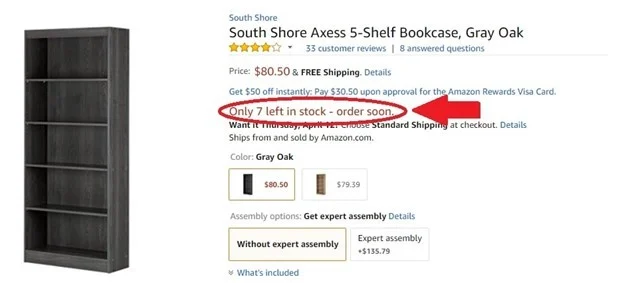 South Shore
South Shore Axess 5-Shelf Bookcase, Gray Oak
33 customer reviews | 8 answered questions
Price: $80.50 & FREE Shipping. Details
Get $50 off instantly: Pay $30.50 upon approval for the Amazon Rewards Visa Card.
Only 7 left in stock - order soon.
Want it Thursday, April 12? Choose Standard Shipping at checkout. Details
Ships from and sold by Amazon.com.
Color: Gray Oak
$80.50 $79.39
Assembly options: Get expert assembly Details
Without expert assembly
Expert assembly
+$135.79
What's included